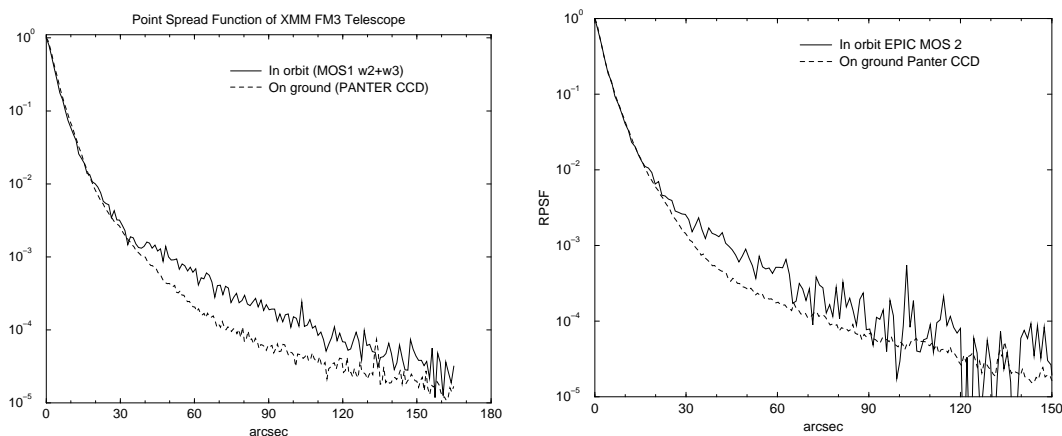 Point Spread Function of XMM FM3 Telescope
10^0
10^-1
10^-2
10^-3
10^-4
10^-5
In orbit (MOS1 w2+w3)
On ground (PANTER CCD)
0 30 60 90 120 150 180
arcsec
10^0
10^-1
10^-2
10^-3
10^-4
10^-5
RPSF
In orbit EPIC MOS 2
On ground Panter CCD
0 30 60 90 120 150
arcsec